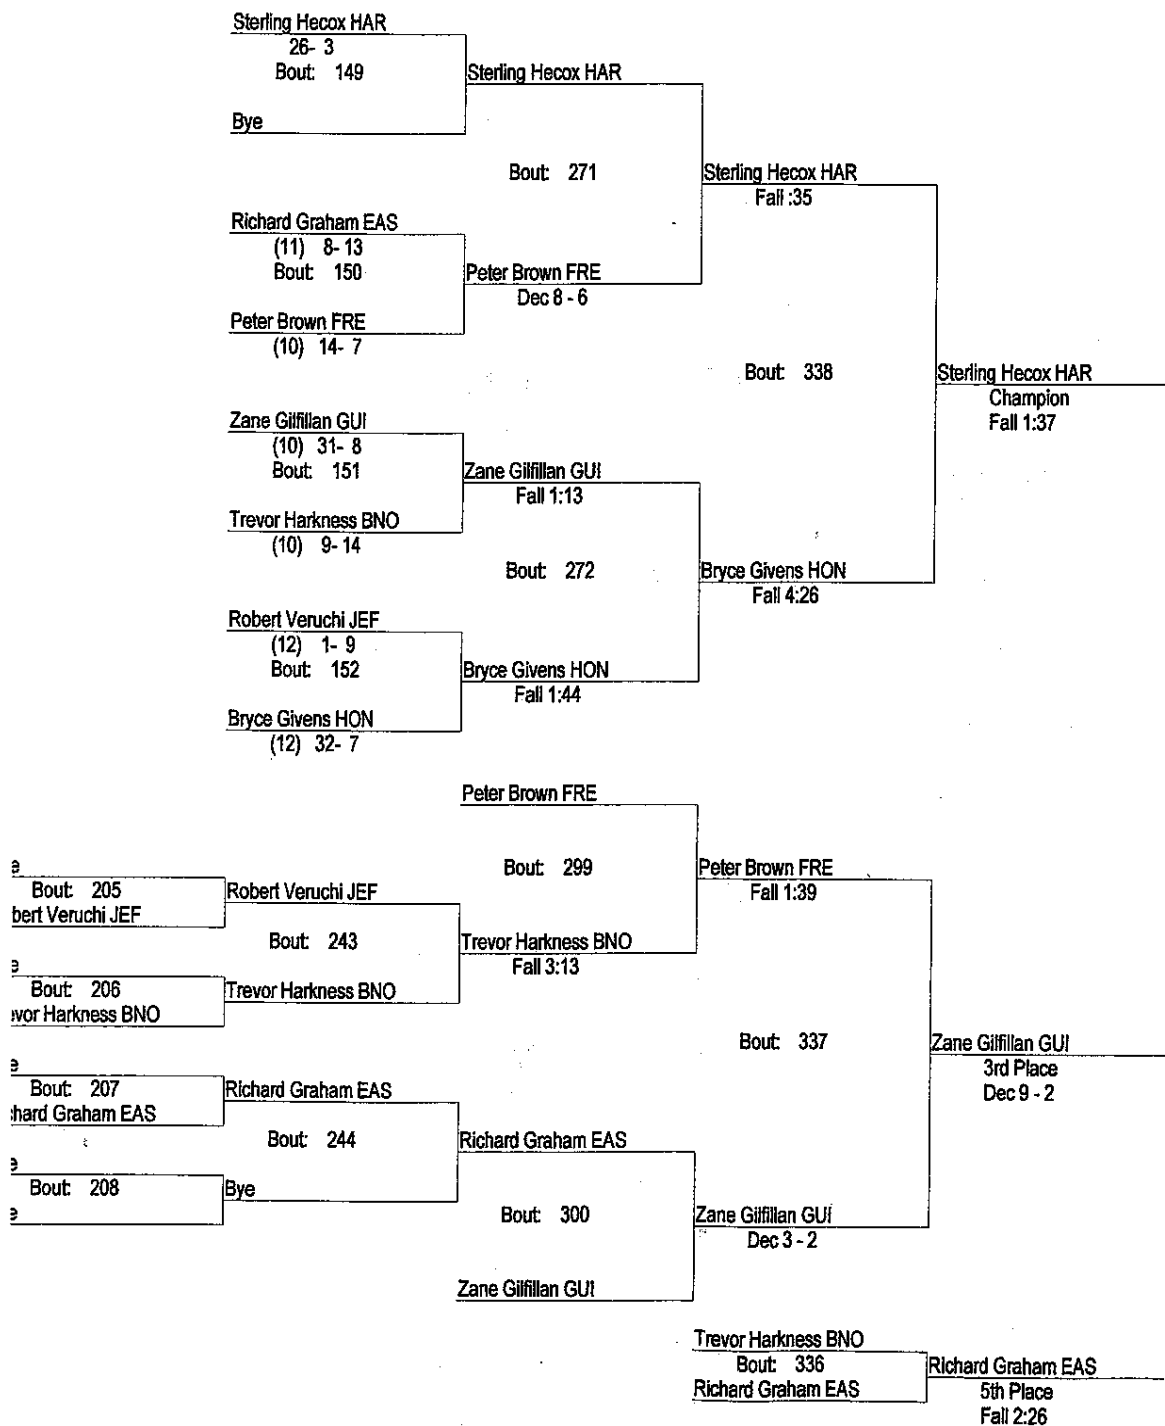 Sterling Hecox HAR
26- 3
Bout: 149
Sterling Hecox HAR
Bye
Bout: 271
Sterling Hecox HAR
Fall :35
Richard Graham EAS
(11) 8- 13
Bout: 150
Peter Brown FRE
Dec 8 - 6
Peter Brown FRE
(10) 14- 7
Bout: 338
Sterling Hecox HAR
Champion
Fall 1:37
Zane Gilfillan GUI
(10) 31- 8
Bout: 151
Zane Gilfillan GUI
Fall 1:13
Trevor Harkness BNO
(10) 9- 14
Bout: 272
Bryce Givens HON
Fall 4:26
Robert Veruchi JEF
(12) 1- 9
Bout: 152
Bryce Givens HON
Fall 1:44
Bryce Givens HON
(12) 32- 7
Peter Brown FRE
Bout: 299
Peter Brown FRE
Fall 1:39
e
Bout: 205
bert Veruchi JEF
Robert Veruchi JEF
Bout: 243
Trevor Harkness BNO
Fall 3:13
e
Bout: 206
evor Harkness BNO
Trevor Harkness BNO
Bout: 337
Zane Gilfillan GUI
3rd Place
Dec 9 - 2
e
Bout: 207
hard Graham EAS
Richard Graham EAS
Bout: 244
Richard Graham EAS
e
Bout: 208
e
Bye
Bout: 300
Zane Gilfillan GUI
Dec 3 - 2
Zane Gilfillan GUI
Trevor Harkness BNO
Bout: 336
Richard Graham EAS
Richard Graham EAS
5th Place
Fall 2:26